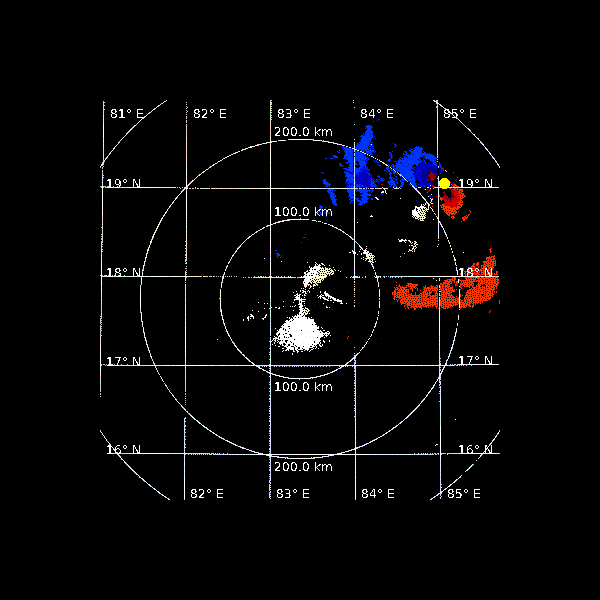 81° E 82° E 83° E 84° E 85° E
200.0 km
19° N 19° N
100.0 km
18° N 18° N
17° N 17° N
100.0 km
16° N 16° N
200.0 km
82° E 83° E 84° E 85° E